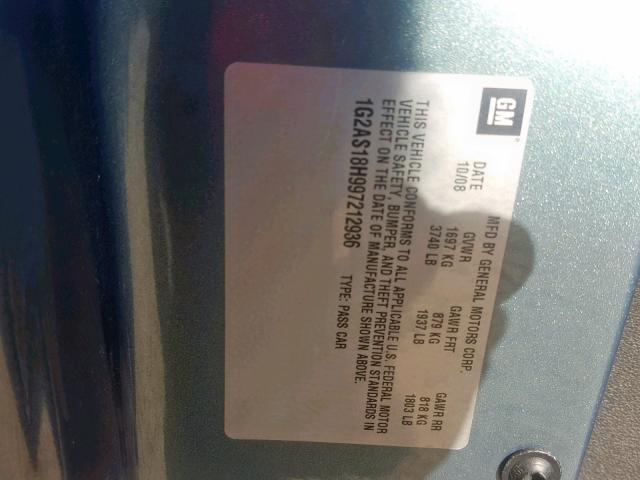 GM
MFD BY GENERAL MOTORS CORP.
DATE GVWR GAWR FRT GAWR RR
10/08 1697 KG 879 KG 818 KG
3740 LB 1937 LB 1803 LB
THIS VEHICLE CONFORMS TO ALL APPLICABLE U.S. FEDERAL MOTOR
VEHICLE SAFETY, BUMPER, AND THEFT PREVENTION STANDARDS IN
EFFECT ON THE DATE OF MANUFACTURE SHOWN ABOVE.
1G2AS18H997212936 TYPE: PASS CAR